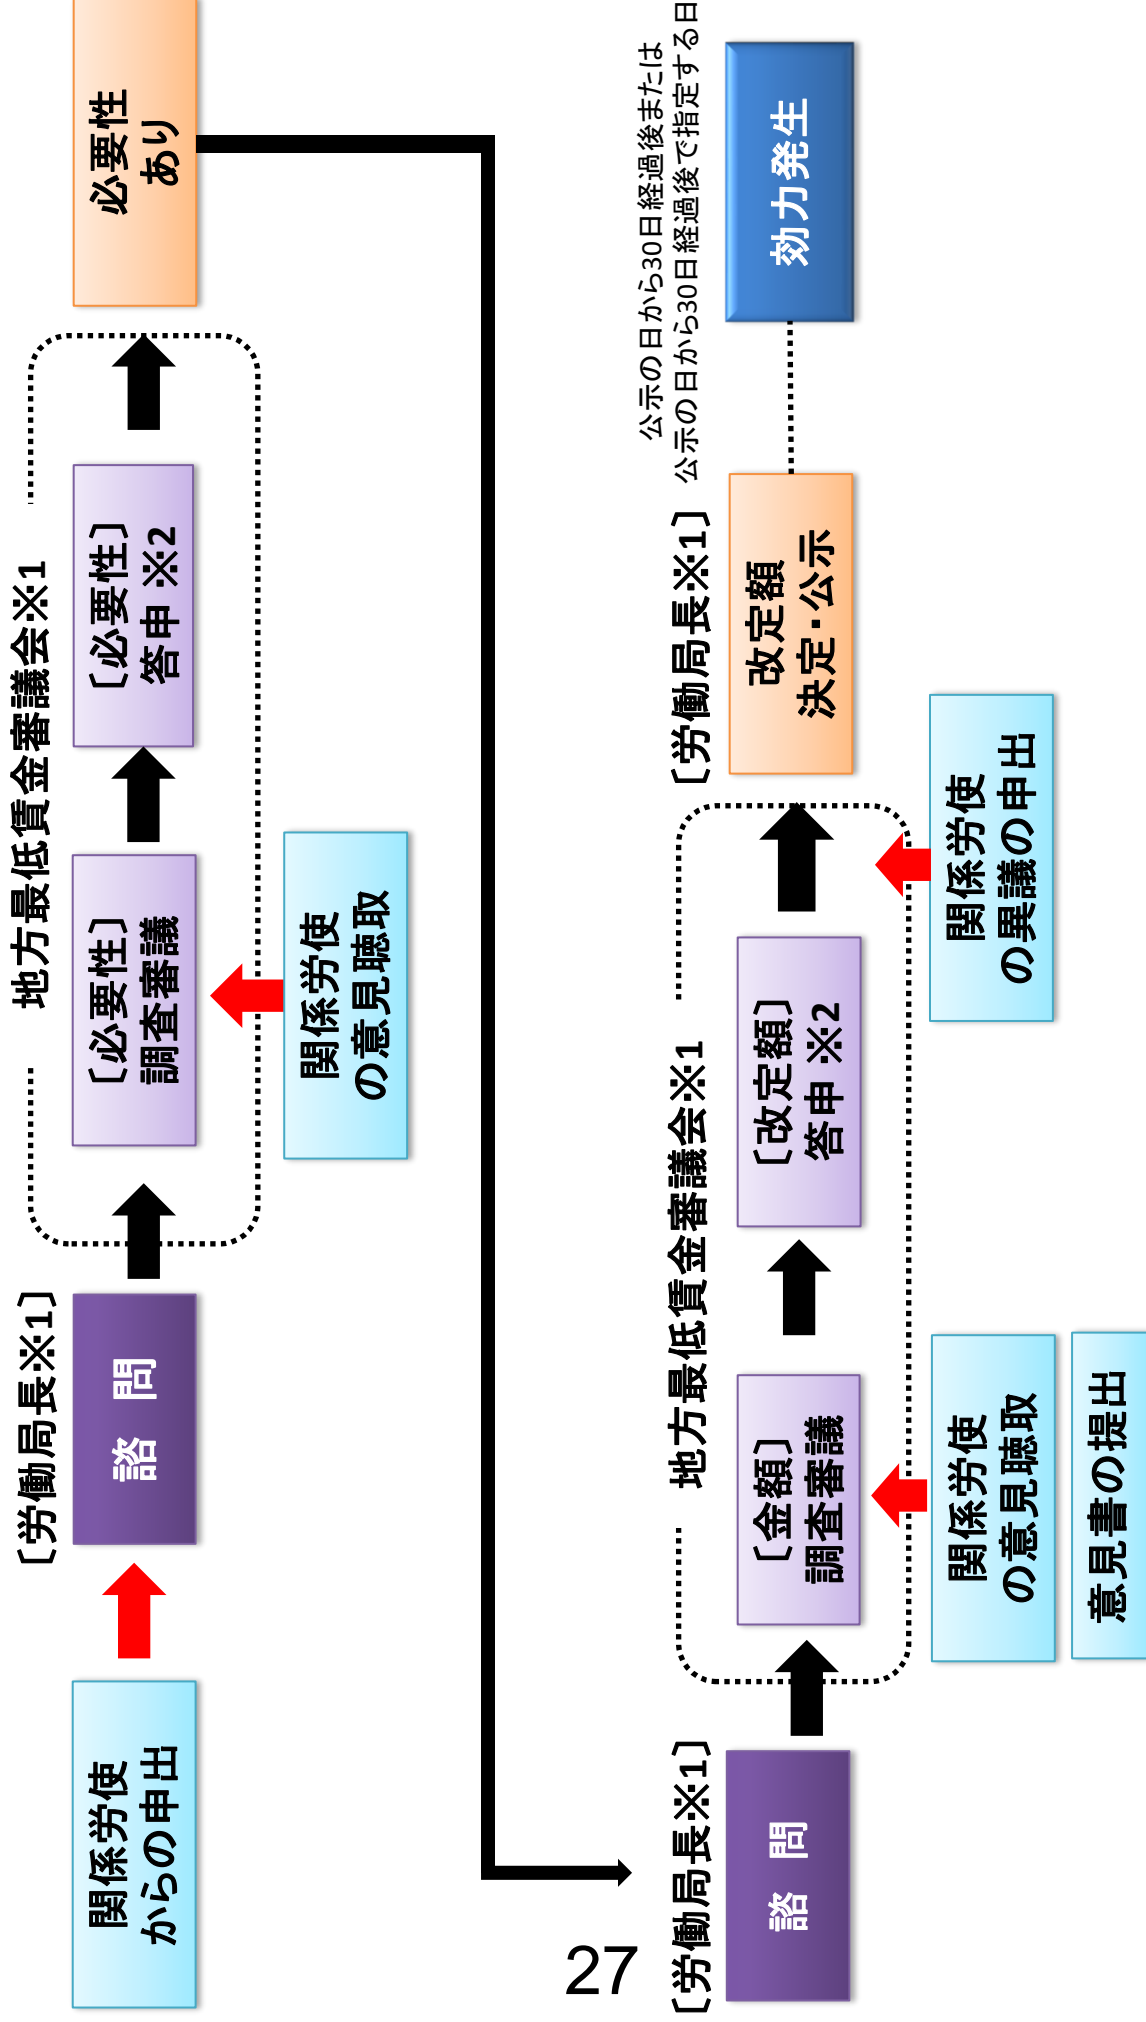 関係労使
からの申出
〔労働局長※1〕
諮　問
地方最低賃金審議会※1
〔必要性〕
調査審議
関係労使
の意見聴取
〔必要性〕
答申 ※2
必要性
あり
〔労働局長※1〕
諮　問
地方最低賃金審議会※1
〔金額〕
調査審議
関係労使
の意見聴取
意見書の提出
〔改定額〕
答申 ※2
関係労使
の異議の申出
〔労働局長※1〕
改定額
決定・公示
公示の日から30日経過後または
公示の日から30日経過後で指定する日
効力発生
27